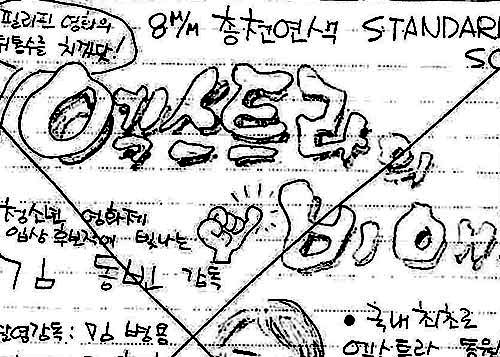 필리핀 영화의
뒤통수를 치겠다!
8m/m 총천연색 STANDARD
SC
엑스트라의
비애
청소년 영화제
입상 후보작에 빛나는
김동빈 감독
촬영감독: 김병용
• 국내 최초로
엑스트라 동원